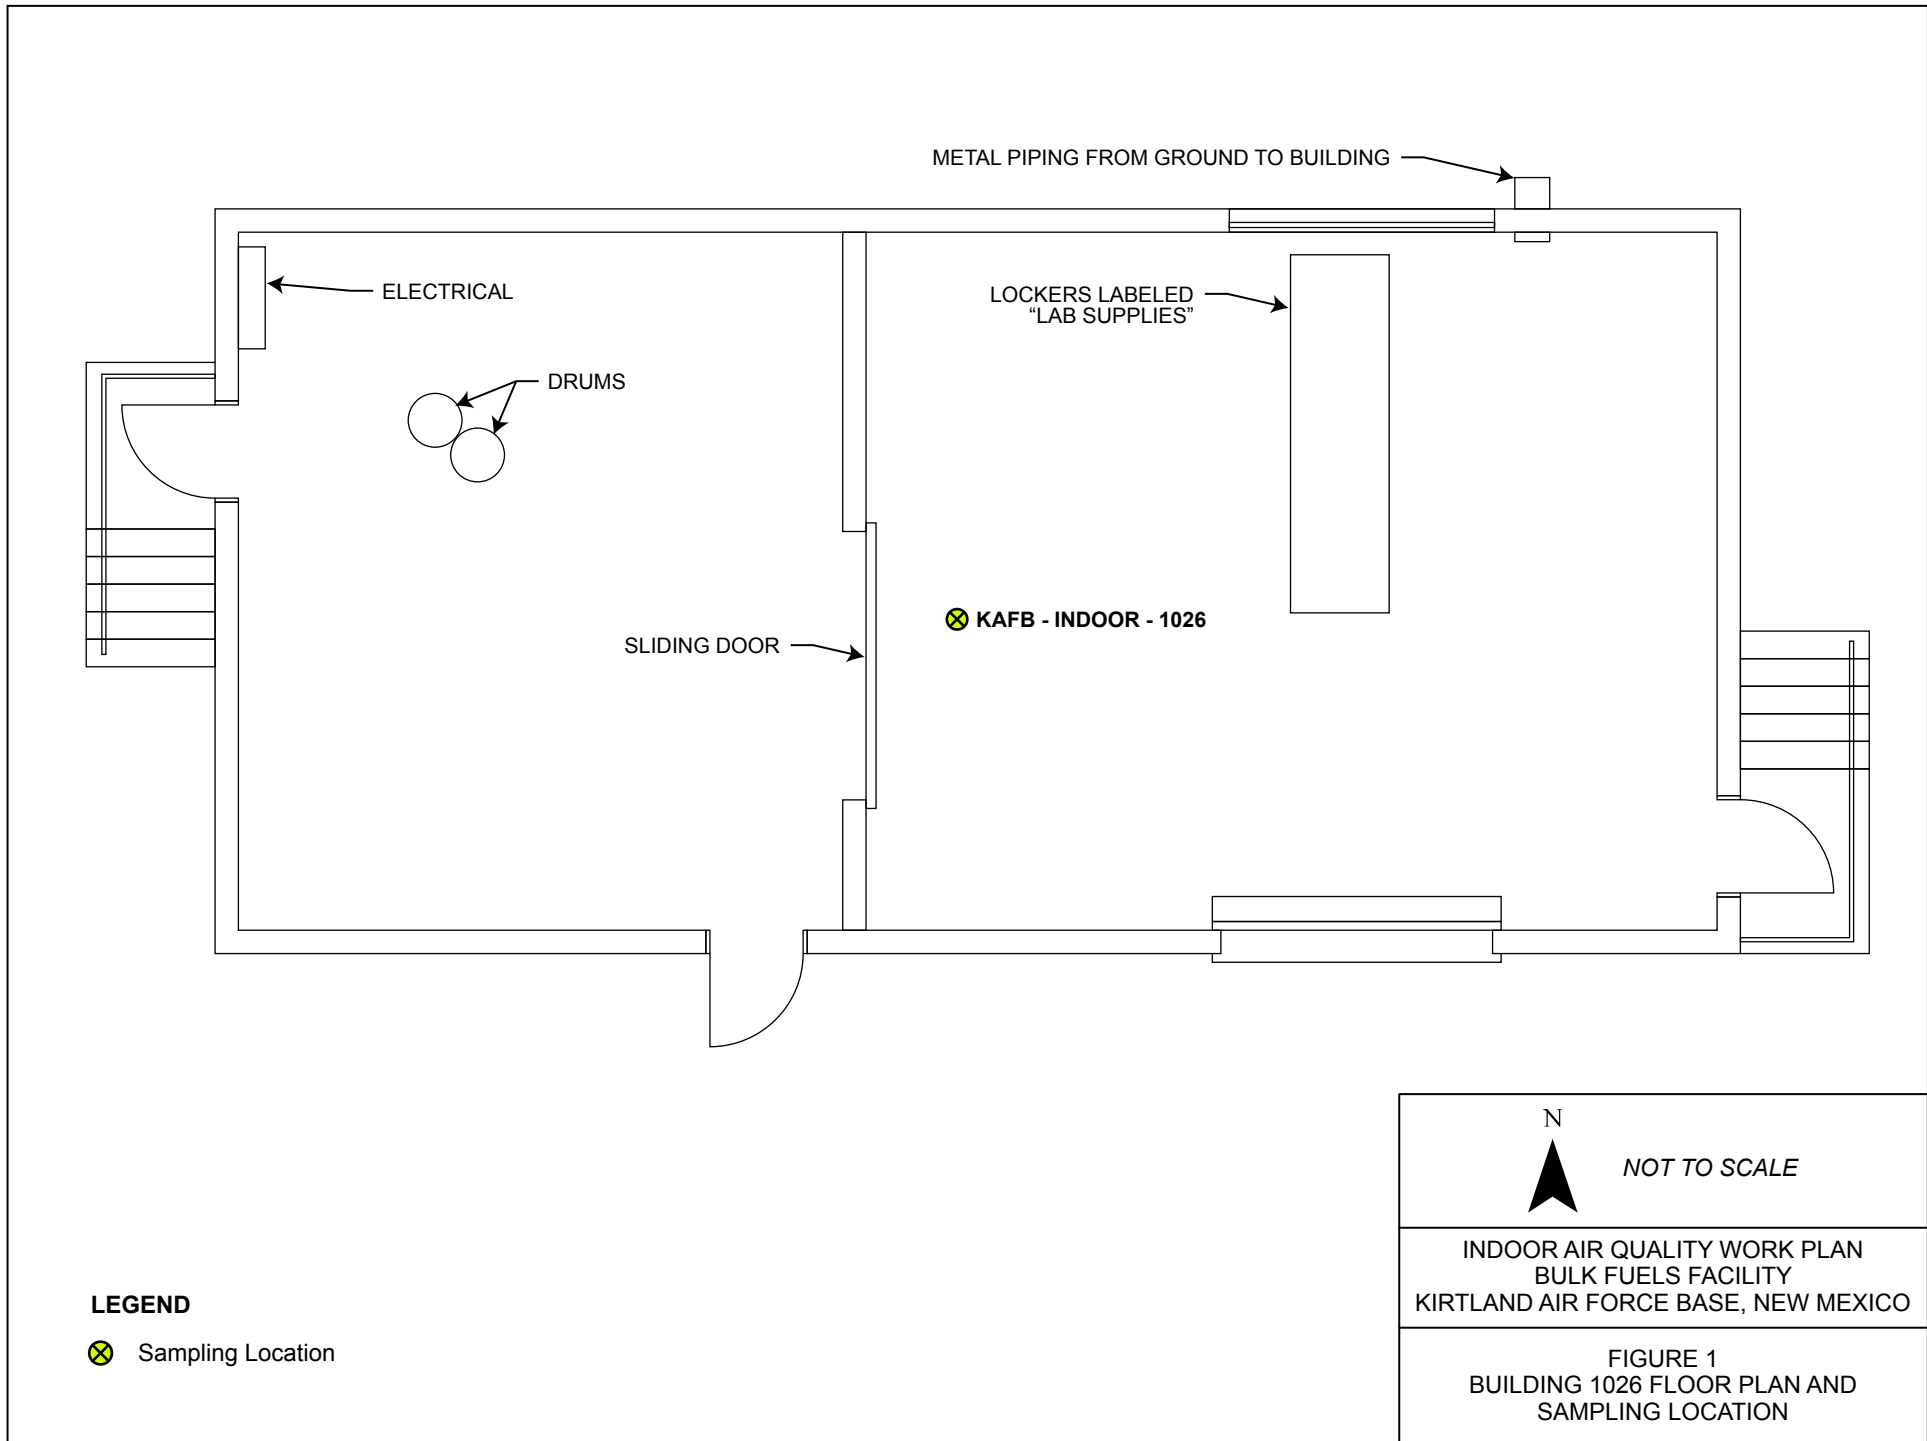 METAL PIPING FROM GROUND TO BUILDING
ELECTRICAL
LOCKERS LABELED
“LAB SUPPLIES”
DRUMS
KAFB - INDOOR - 1026
SLIDING DOOR
N
NOT TO SCALE
INDOOR AIR QUALITY WORK PLAN
BULK FUELS FACILITY
KIRTLAND AIR FORCE BASE, NEW MEXICO
LEGEND
Sampling Location
FIGURE 1
BUILDING 1026 FLOOR PLAN AND
SAMPLING LOCATION